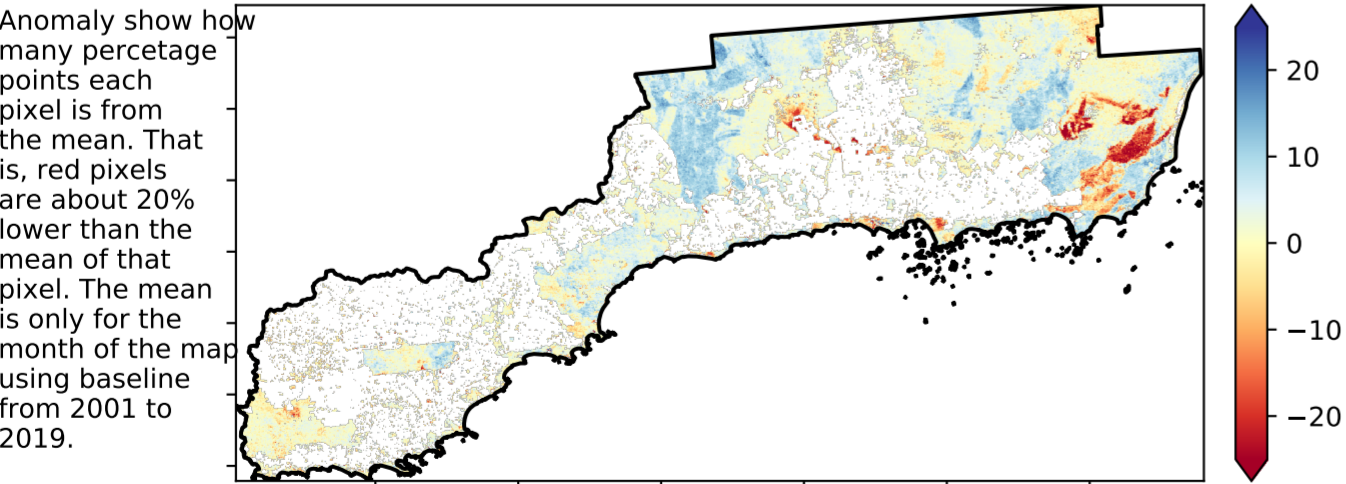 Anomaly show how
many percetage
points each
pixel is from
the mean. That
is, red pixels
are about 20%
lower than the
mean of that
pixel. The mean
is only for the
month of the map
using baseline
from 2001 to
2019.
20
10
0
−10
−20